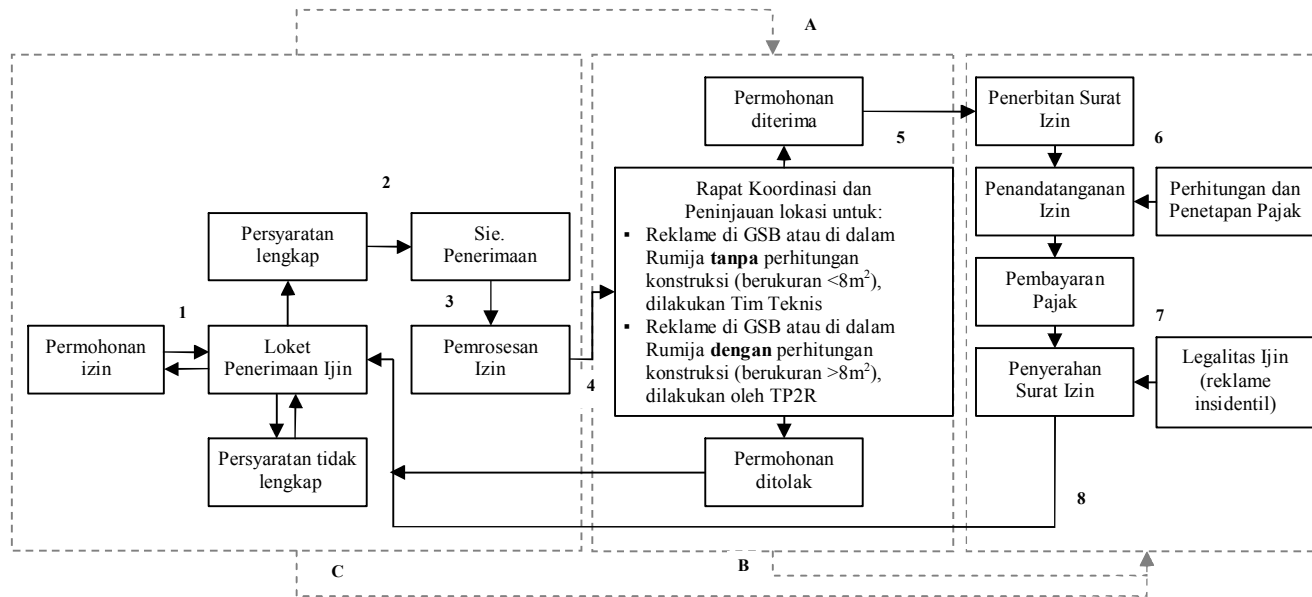 A
Permohonan
diterima
5
Penerbitan Surat
Izin
6
2
Persyaratan
lengkap
Sie.
Penerimaan
Rapat Koordinasi dan
Peninjauan lokasi untuk:
▪ Reklame di GSB atau di dalam
Rumija tanpa perhitungan
konstruksi (berukuran <8m²),
dilakukan Tim Teknis
▪ Reklame di GSB atau di dalam
Rumija dengan perhitungan
konstruksi (berukuran >8m²),
dilakukan oleh TP2R
Penandatanganan
Izin
Perhitungan dan
Penetapan Pajak
Pembayaran
Pajak
1
3
7
Permohonan
izin
Loket
Penerimaan Ijin
Pemrosesan
Izin
4
Penyerahan
Surat Izin
Legalitas Ijin
(reklame
insidentil)
Persyaratan tidak
lengkap
Permohonan
ditolak
8
C
B